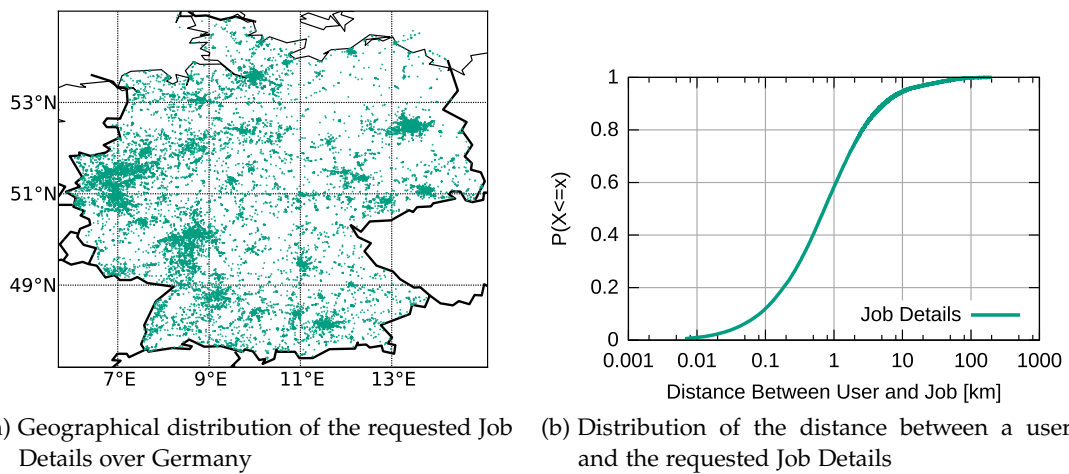 53°N
51°N
49°N
7°E 9°E 11°E 13°E
1
0.8
0.6
0.4
0.2
0
P(X<=x)
Job Details
0.001 0.01 0.1 1 10 100 1000
Distance Between User and Job [km]
) Geographical distribution of the requested Job
Details over Germany
(b) Distribution of the distance between a user
and the requested Job Details